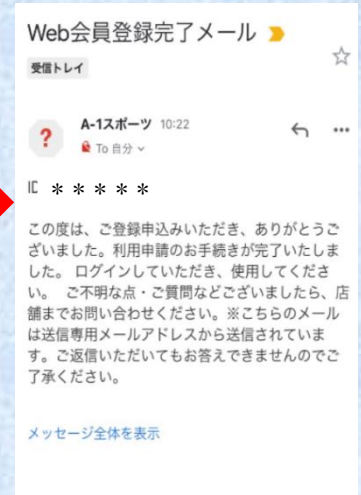 Web会員登録完了メール
受信トレイ
A-1スポーツ 10:22
?
To 自分
ID *****
この度は、ご登録申込みいただき、ありがとうご
ざいました。利用申請のお手続きが完了いたしま
した。 ログインしていただき、使用してくださ
い。 ご不明な点・ご質問などございましたら、店
舗までお問い合わせください。※こちらのメール
は送信専用メールアドレスから送信されていま
す。ご返信いただいてもお答えできませんのでご
了承ください。
メッセージ全体を表示